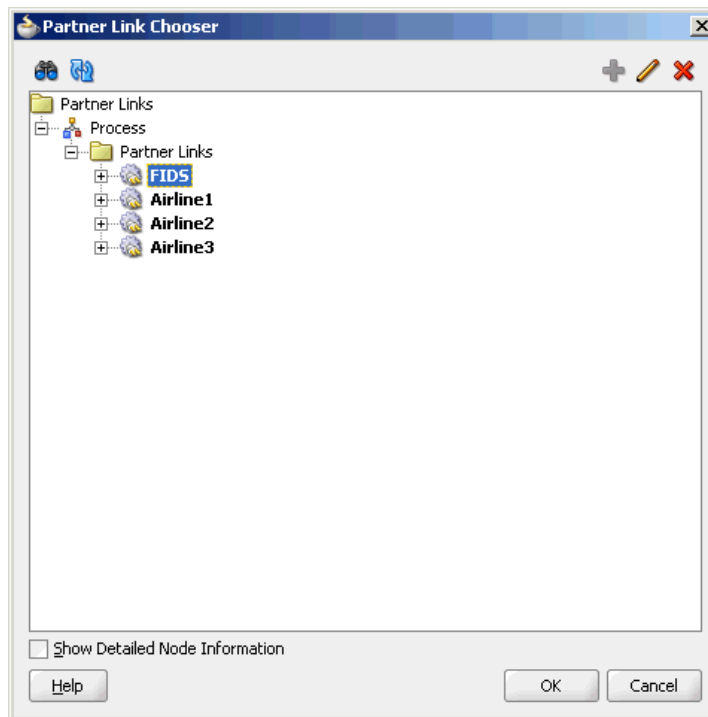 Partner Link Chooser
Partner Links
Process
Partner Links
FIDS
Airline1
Airline2
Airline3
Show Detailed Node Information
Help OK Cancel